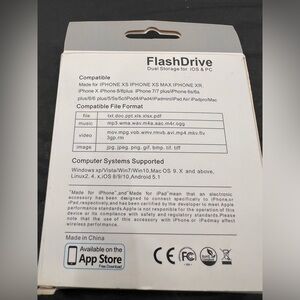 FlashDrive
Dual Storage for iOS & PC
Compatible
Made for IPHONE XS IPHONE XS MAX IPHONE XR,
iPhone X iPhone 8/8plus iPhone 7/7 plus/iPhone 6s/6s
plus/6/6 plus/5/5s/5c/iPod4/iPad4/iPadmini/iPad Air/iPadpro/Mac
Compatible File Format
file txt.doc.ppt.xls.xlsx.pdf
music mp3.wma.wav.m4a.aac.m4r.ogg
video mov.mpg.vob.wmv.rmvb.avi.mp4.mkv.flv
3gp.rm
image jpg, jpeg, png, gif, bmp, tif, tiff
Computer Systems Supported
Windows xp/Vista/Win7/Win10,Mac OS 9. X and above,
Linux2. 4. x,iOS 8/9/10,Android 5.1
"Made for iPhone",and"Made for iPad"mean that an electronic
accessory has been designed to connect specifically to iPhone,or
iPad,respectively,and has been certified by the developer to meet Apple
performance standards.Apple is not responsible for the operation of this
device or its compliance with safety and regulatory standards.Please
note that the use of this accessory with iPhone or iPadmay affect
wireless performance.
Made in China
Available on the
App Store
Free Download
CE
FC
RoHS